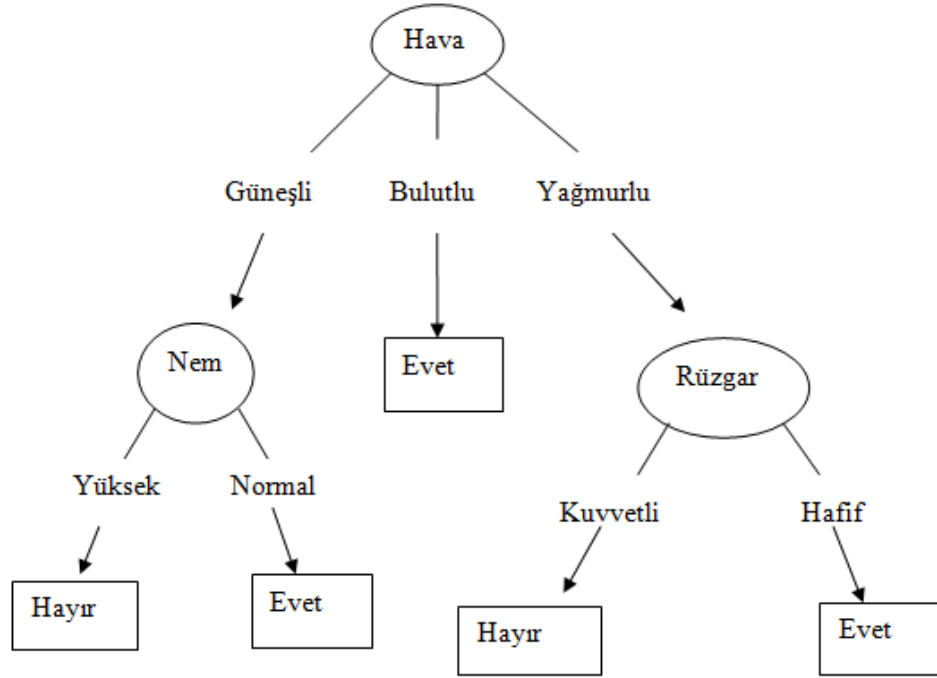 Hava
Güneşli Bulutlu Yağmurlu
Nem Evet Rüzgar
Yüksek Normal Kuvvetli Hafif
Hayır Evet Hayır Evet